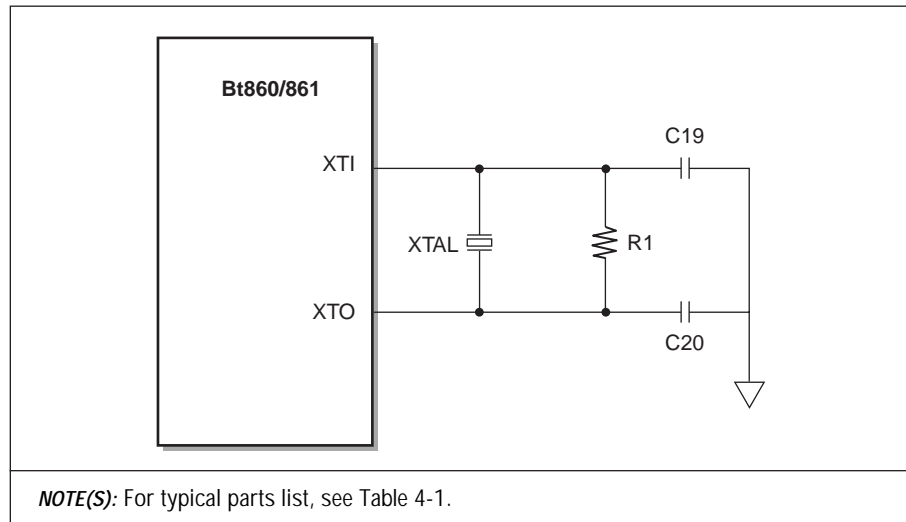 Bt860/861
C19
XTI
XTAL
R1
XTO
C20
NOTE(S): For typical parts list, see Table 4-1.